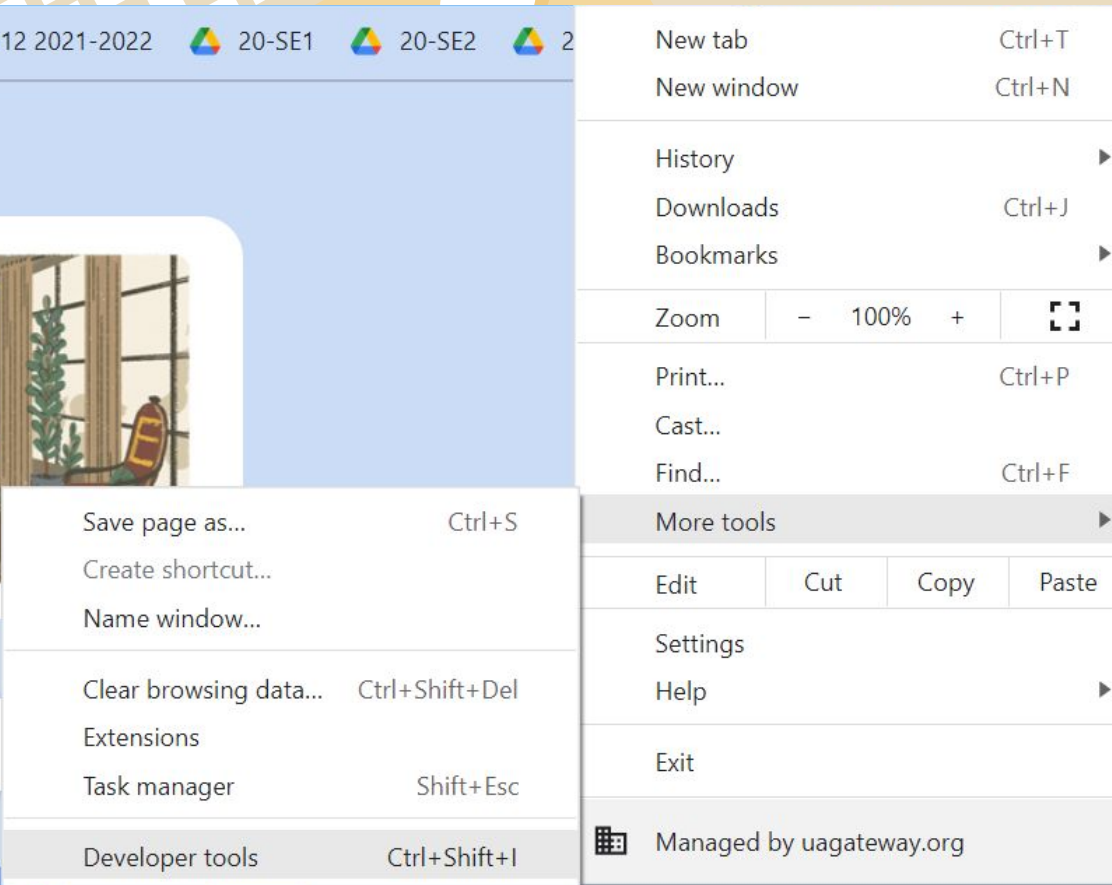 12 2021-2022 20-SE1 20-SE2 2
New tab Ctrl+T
New window Ctrl+N
History
Downloads Ctrl+J
Bookmarks
Zoom − 100% +
Print... Ctrl+P
Cast...
Find... Ctrl+F
More tools
Edit Cut Copy Paste
Settings
Help
Exit
Managed by uagateway.org
Save page as... Ctrl+S
Create shortcut...
Name window...
Clear browsing data... Ctrl+Shift+Del
Extensions
Task manager Shift+Esc
Developer tools Ctrl+Shift+I